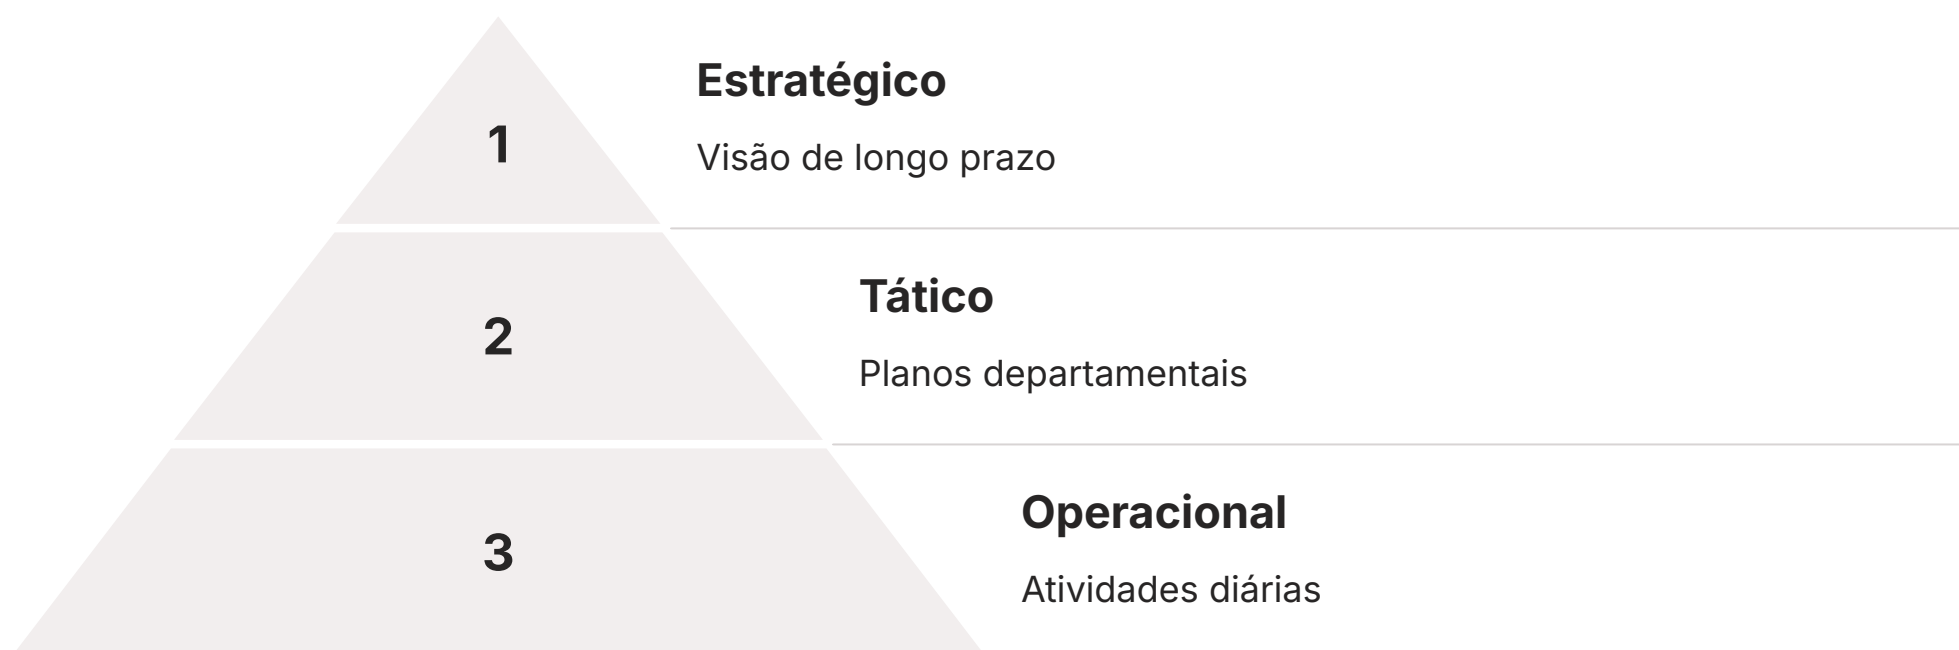 1
Estratégico
Visão de longo prazo
2
Tático
Planos departamentais
3
Operacional
Atividades diárias